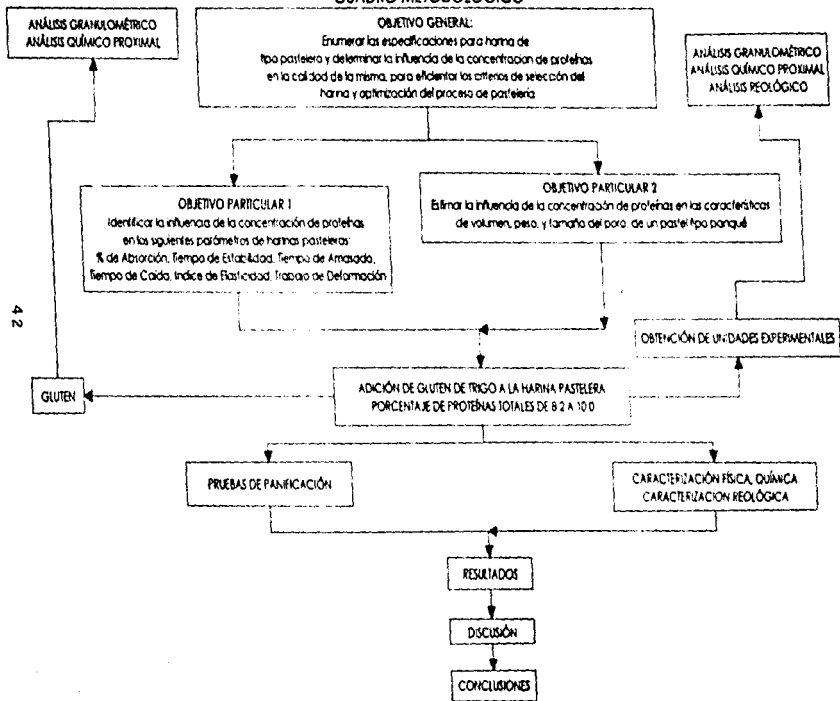 CUADRO METODOLÓGICO
ANÁLISIS GRANULOMÉTRICO
ANÁLISIS QUÍMICO PROXIMAL
OBJETIVO GENERAL:
Enumerar las especificaciones para harina de
tipo pastelera y determinar la influencia de la concentracion de proteínas
en la calidad de la misma, para eficientar los criterios de selección del
harina y optimización del proceso de pastelería
ANÁLISIS GRANULOMÉTRICO
ANÁLISIS QUÍMICO PROXIMAL
ANÁLISIS REOLÓGICO
OBJETIVO PARTICULAR 1
Identificar la influencia de la concentración de proteínas
en los siguientes parámetros de harinas pasteleras:
% de Absorción, Tiempo de Estabilidad, Tiempo de Amasado,
Tiempo de Caída, Indice de Elasticidad, Trabajo de Deformación
OBJETIVO PARTICULAR 2
Estimar la influencia de la concentración de proteínas en las características
de volumen, peso, y tamaño del poro, de un pastel tipo panqué
42
OBTENCIÓN DE UNIDADES EXPERIMENTALES
GLUTEN
ADICIÓN DE GLUTEN DE TRIGO A LA HARINA PASTELERA
PORCENTAJE DE PROTEÍNAS TOTALES DE 8.2 A 10.0
PRUEBAS DE PANIFICACIÓN
CARACTERIZACIÓN FÍSICA, QUÍMICA
CARACTERIZACION REOLÓGICA
RESULTADOS
DISCUSIÓN
CONCLUSIONES